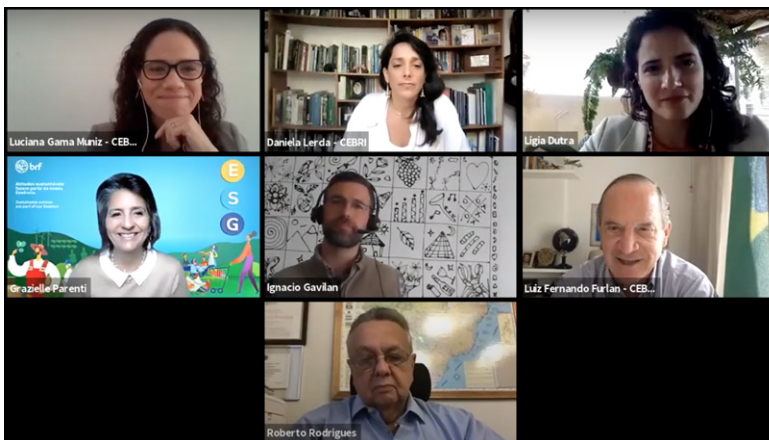 Luciana Gama Muniz - CEB...
Daniela Lerda - CEBRI
Ligia Dutra
brf
E
S
G
Grazielle Parenti
Ignacio Gavilan
Luiz Fernando Furlan - CEB...
Roberto Rodrigues